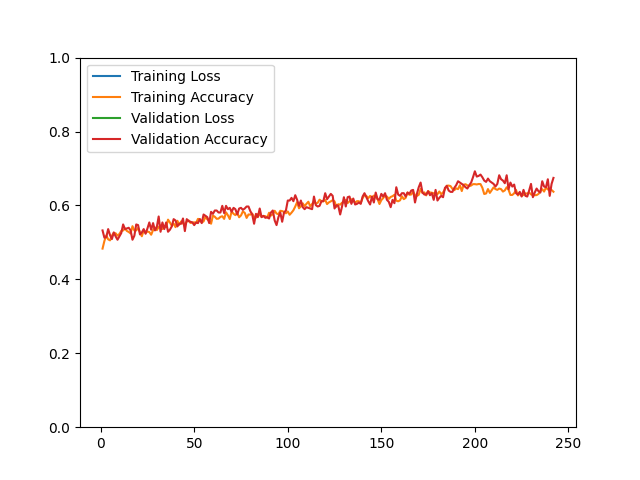 1.0
0.8
0.6
0.4
0.2
0.0
Training Loss
Training Accuracy
Validation Loss
Validation Accuracy
0 50 100 150 200 250